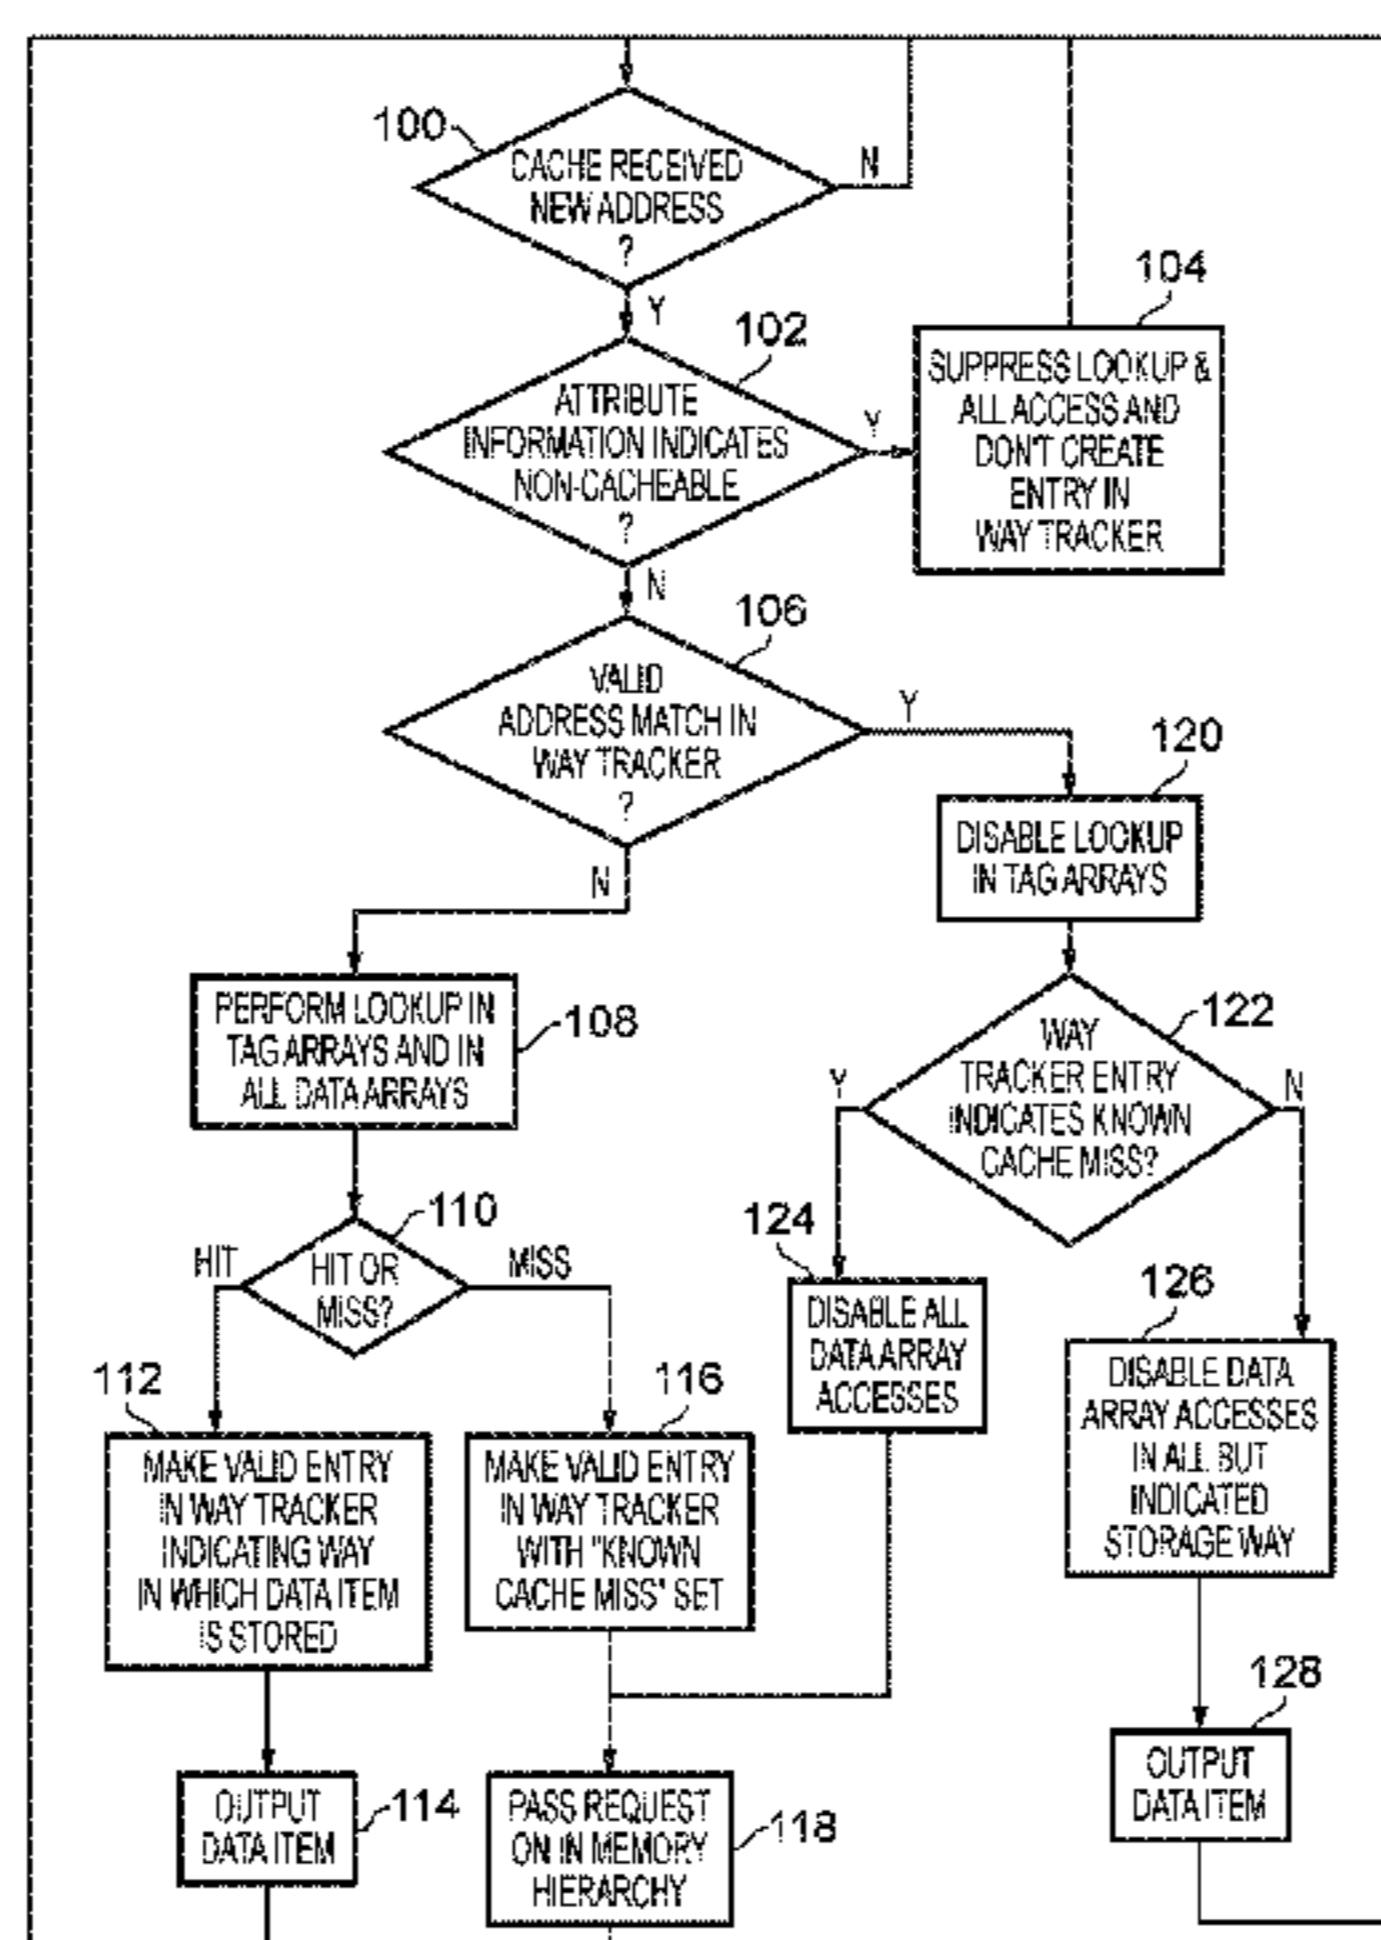 100
CACHE RECEIVED
NEW ADDRESS
?
N
Y
102
ATTRIBUTE
INFORMATION INDICATES
NON-CACHEABLE
?
Y
N
104
SUPPRESS LOOKUP &
ALL ACCESS AND
DON'T CREATE
ENTRY IN
WAY TRACKER
106
VALID
ADDRESS MATCH IN
WAY TRACKER
?
Y
N
120
DISABLE LOOKUP
IN TAG ARRAYS
PERFORM LOOKUP IN
TAG ARRAYS AND IN
ALL DATA ARRAYS
108
122
WAY
TRACKER ENTRY
INDICATES KNOWN
CACHE MISS?
Y
N
110
HIT OR
MISS?
HIT
MISS
124
DISABLE ALL
DATA ARRAY
ACCESSES
126
DISABLE DATA
ARRAY ACCESSES
IN ALL BUT
INDICATED
STORAGE WAY
112
MAKE VALID ENTRY
IN WAY TRACKER
INDICATING WAY
IN WHICH DATA ITEM
IS STORED
116
MAKE VALID ENTRY
IN WAY TRACKER
WITH "KNOWN
CACHE MISS" SET
128
OUTPUT
DATA ITEM
OUTPUT
DATA ITEM
114
PASS REQUEST
ON IN MEMORY
HIERARCHY
118